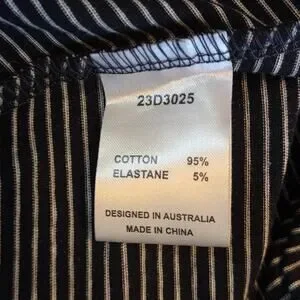 23D3025
COTTON 95%
ELASTANE 5%
DESIGNED IN AUSTRALIA
MADE IN CHINA